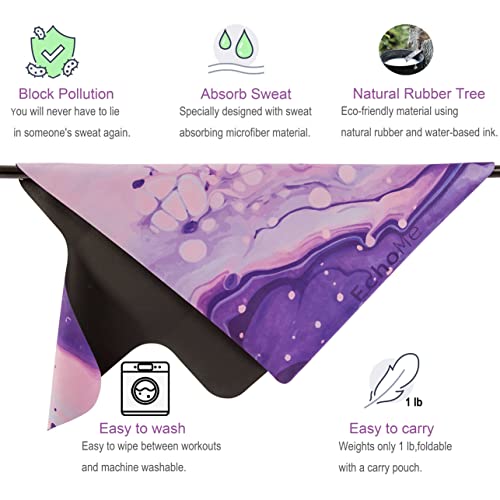 Block Pollution
You will never have to lie
in someone's sweat again.
Absorb Sweat
Specially designed with sweat
absorbing microfiber material.
Natural Rubber Tree
Eco-friendly material using
natural rubber and water-based ink.
EchoMe
Easy to wash
Easy to wipe between workouts
and machine washable.
1 lb
Easy to carry
Weights only 1 lb,foldable
with a carry pouch.